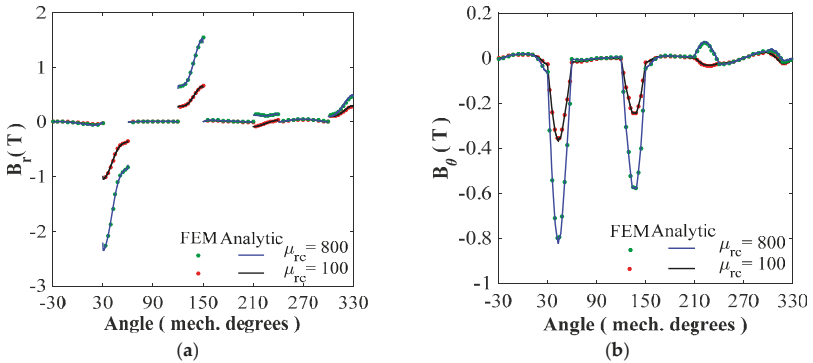 (a)
2
1
0
-1
-2
-3
B_r ( T )
FEM Analytic
μ_rc = 800
μ_rc = 100
-30 30 90 150 210 270 330
Angle ( mech. degrees )
(a)
(b)
0.2
0
-0.2
-0.4
-0.6
-0.8
-1
B_θ ( T )
FEM Analytic
μ_rc = 800
μ_rc = 100
-30 30 90 150 210 270 330
Angle ( mech. degrees )
(b)